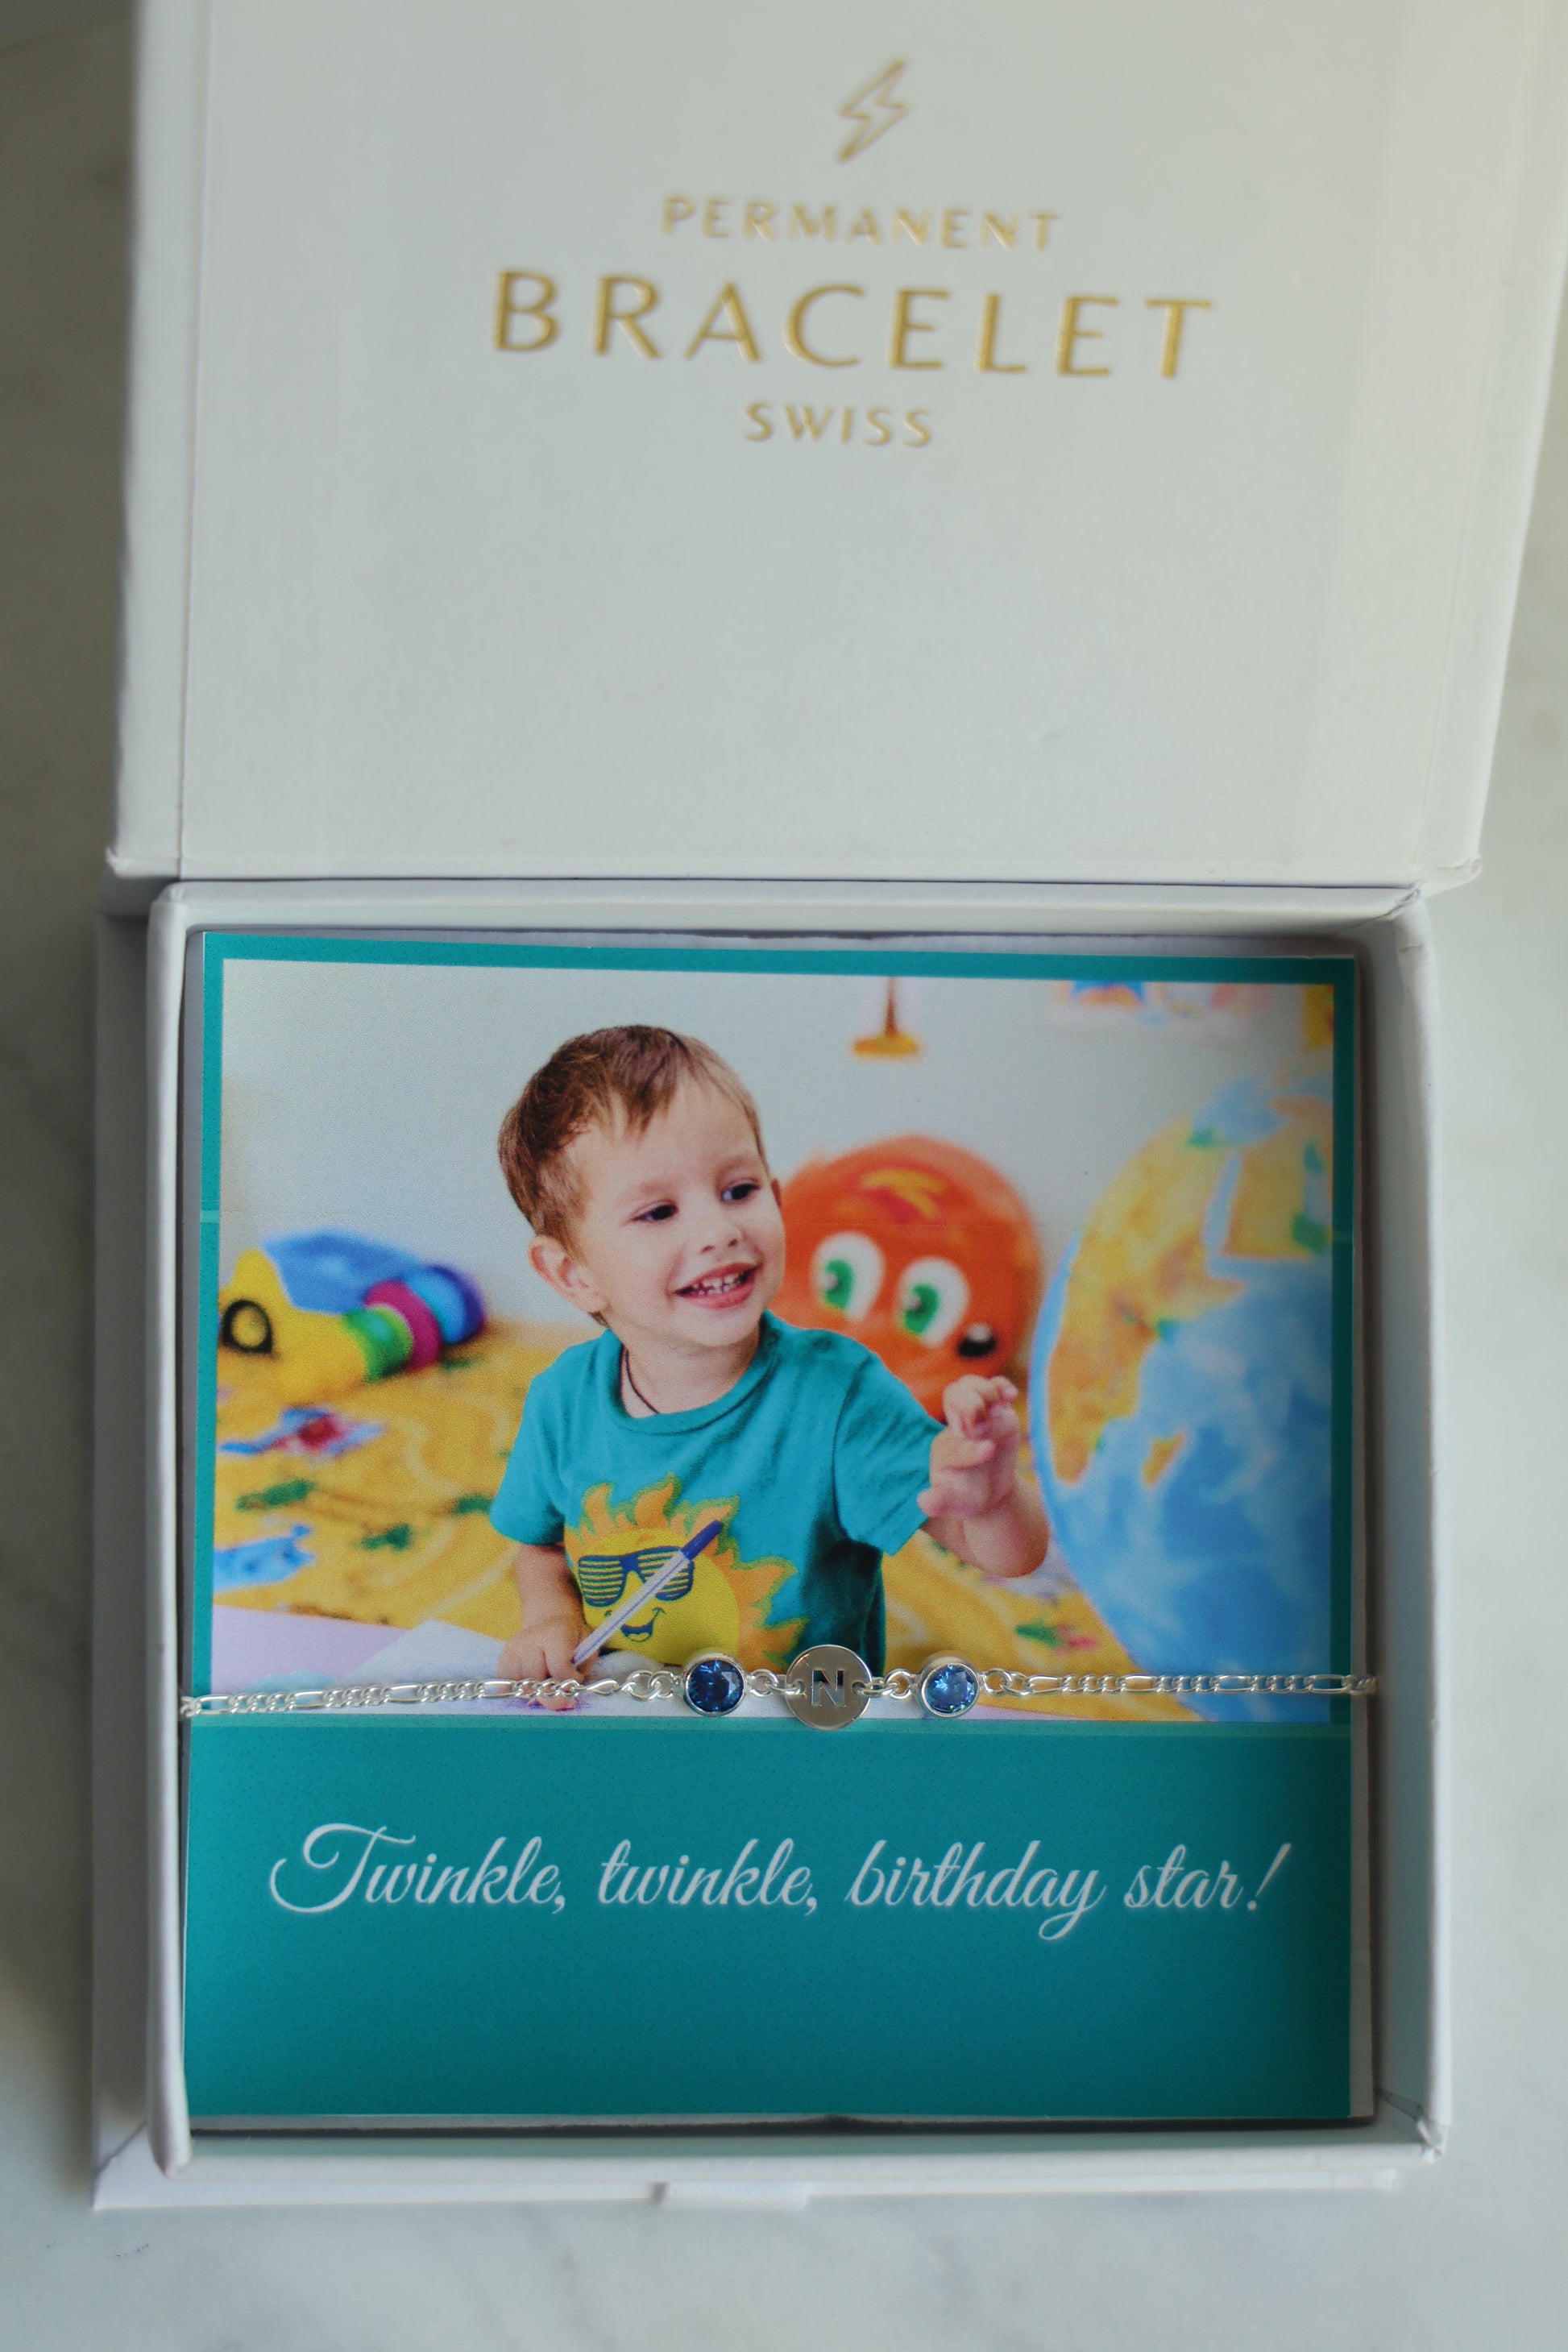 PERMANENT
BRACELET
SWISS
N
Twinkle, twinkle, birthday star!